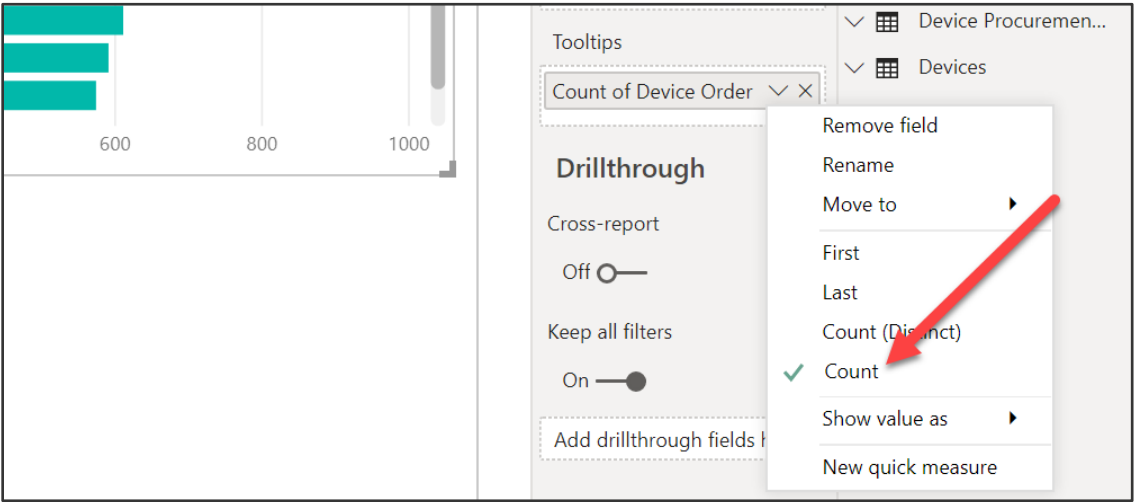 600
800
1000
Tooltips
Count of Device Order
Drillthrough
Cross-report
Off
Keep all filters
On
Add drillthrough fields
Device Procuremen...
Devices
Remove field
Rename
Move to
First
Last
Count (Distinct)
Count
Show value as
New quick measure